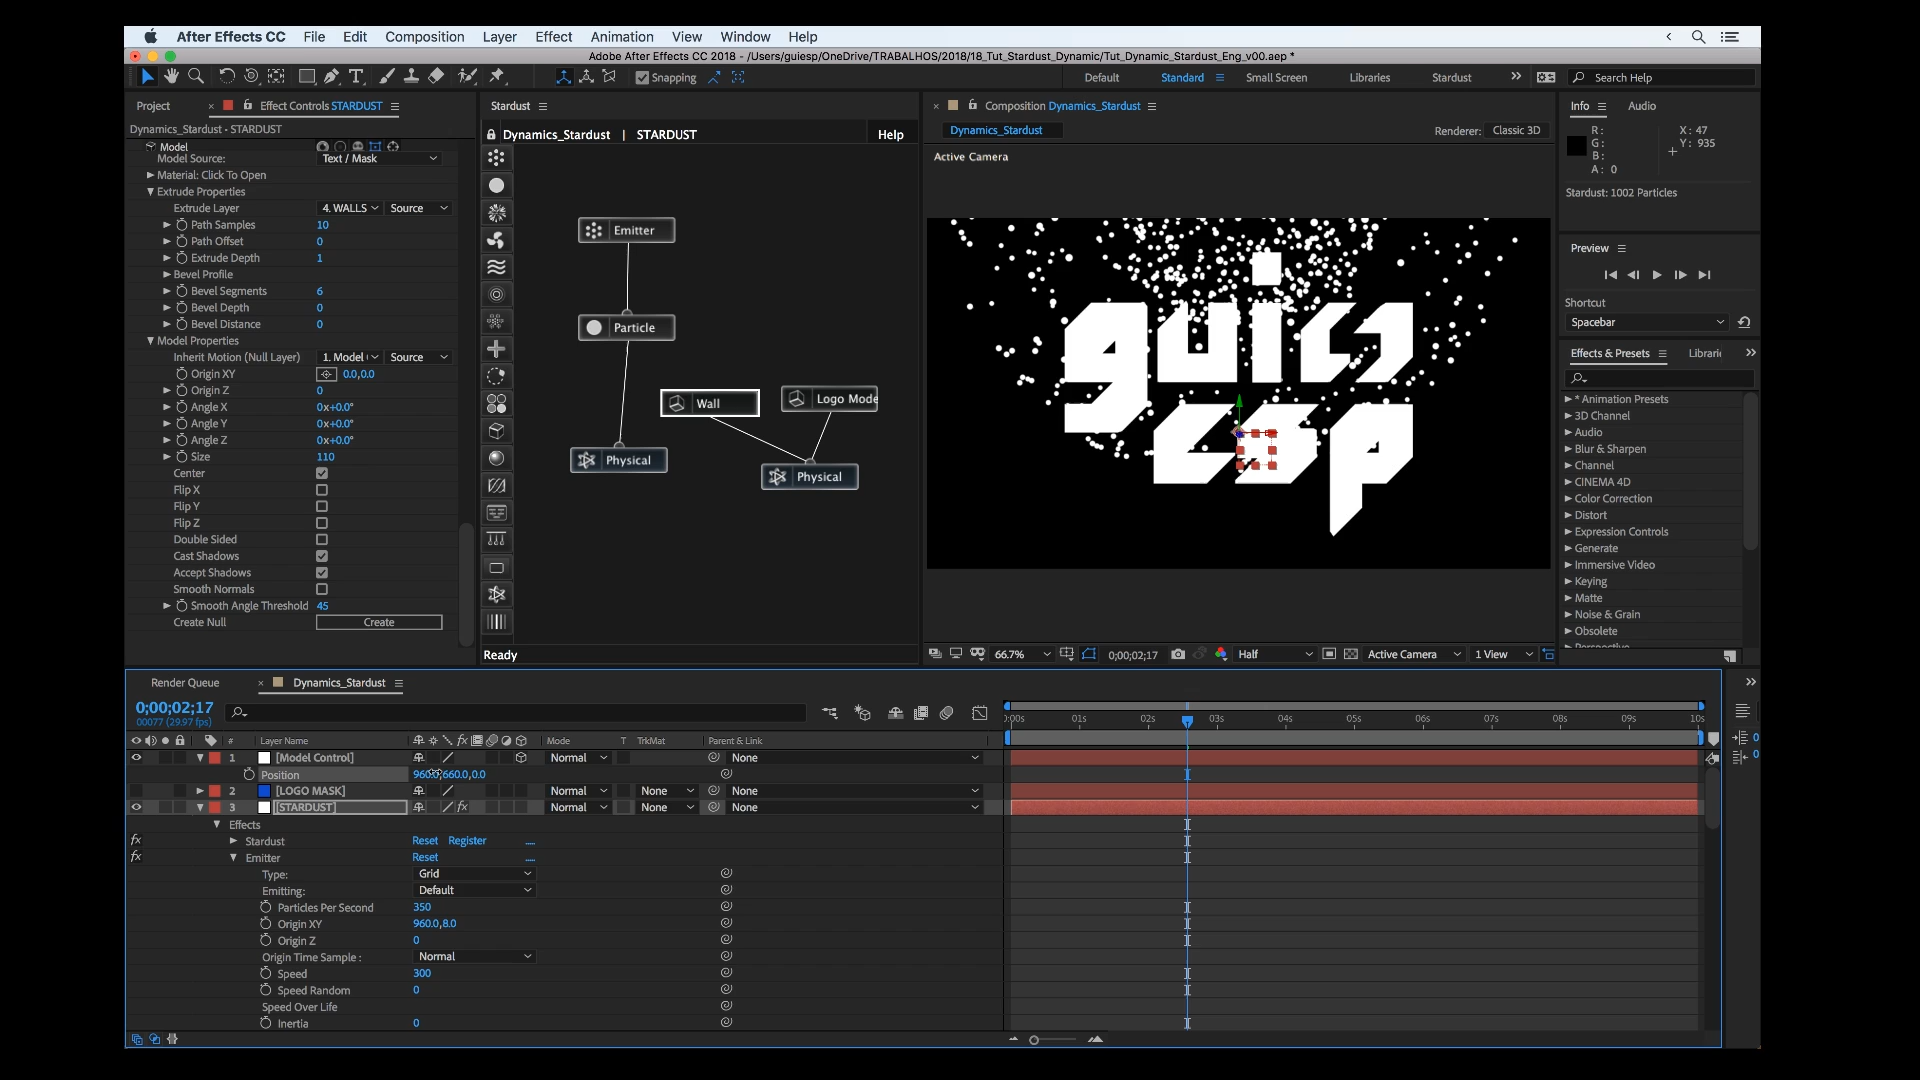 After Effects CC File Edit Composition Layer Effect Animation View Window Help
Adobe After Effects CC 2018 - /Users/guiesp/OneDrive/TRABALHOS/2018/18_Tut_Stardust_Dynamic/Tut_Dynamic_Stardust_Eng_v00.aep *
Snapping Default Standard Small Screen Libraries Stardust Search Help
Project Effect Controls STARDUST
Dynamics_Stardust • STARDUST
Model
Model Source: Text / Mask
Material: Click To Open
Extrude Properties
Extrude Layer 4. WALLS Source
Path Samples 10
Path Offset 0
Extrude Depth 1
Bevel Profile
Bevel Segments 6
Bevel Depth 0
Bevel Distance 0
Model Properties
Inherit Motion (Null Layer) 1. Model Source
Origin XY 0.0,0.0
Origin Z 0
Angle X 0x+0.0°
Angle Y 0x+0.0°
Angle Z 0x+0.0°
Size 110
Center
Flip X
Flip Y
Flip Z
Double Sided
Cast Shadows
Accept Shadows
Smooth Normals
Smooth Angle Threshold 45
Create Null Create
Stardust
Dynamics_Stardust | STARDUST Help
Emitter
Particle
Wall Logo Mode
Physical
Physical
Ready
Composition Dynamics_Stardust
Dynamics_Stardust Renderer: Classic 3D
Active Camera
guies
esp
66.7% 0;00;02;17 Half Active Camera 1 View
Info Audio
R: X: 47
G: Y: 935
B:
A: 0
Stardust: 1002 Particles
Preview
Shortcut
Spacebar
Effects & Presets Librari
* Animation Presets
3D Channel
Audio
Blur & Sharpen
Channel
CINEMA 4D
Color Correction
Distort
Expression Controls
Generate
Immersive Video
Keying
Matte
Noise & Grain
Obsolete
Perspective
Render Queue Dynamics_Stardust
0;00;02;17
00077 (29.97 fps)
0:00s 01s 02s 03s 04s 05s 06s 07s 08s 09s 10s
# Layer Name fx Mode T TrkMat Parent & Link
1 [Model Control] Normal None
Position 960.0,660.0,0.0
2 [LOGO MASK] Normal None None
3 [STARDUST] fx Normal None None
Effects
fx Stardust Reset Register ....
fx Emitter Reset ....
Type: Grid
Emitting: Default
Particles Per Second 350
Origin XY 960.0,8.0
Origin Z 0
Origin Time Sample : Normal
Speed 300
Speed Random 0
Speed Over Life
Inertia 0
0
0